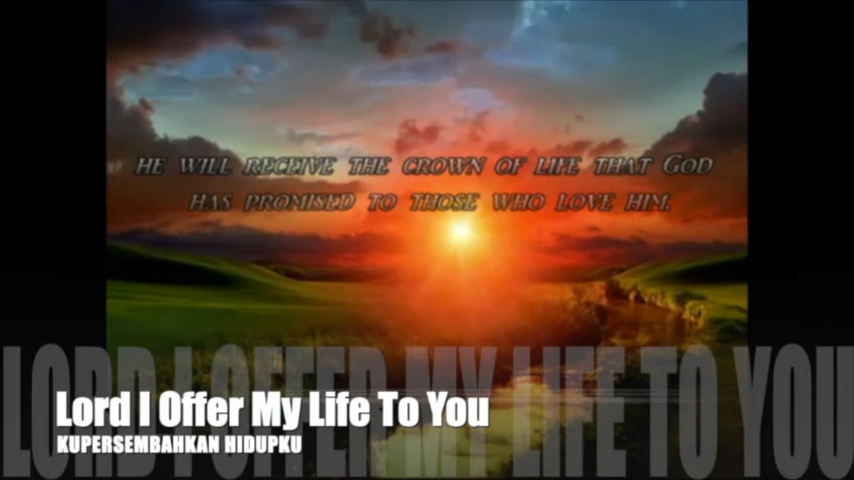 HE WILL RECEIVE THE CROWN OF LIFE THAT GOD
HAS PROMISED TO THOSE WHO LOVE HIM.
LORD I OFFER MY LIFE TO YOU
Lord I Offer My Life To You
KUPERSEMBAHKAN HIDUPKU